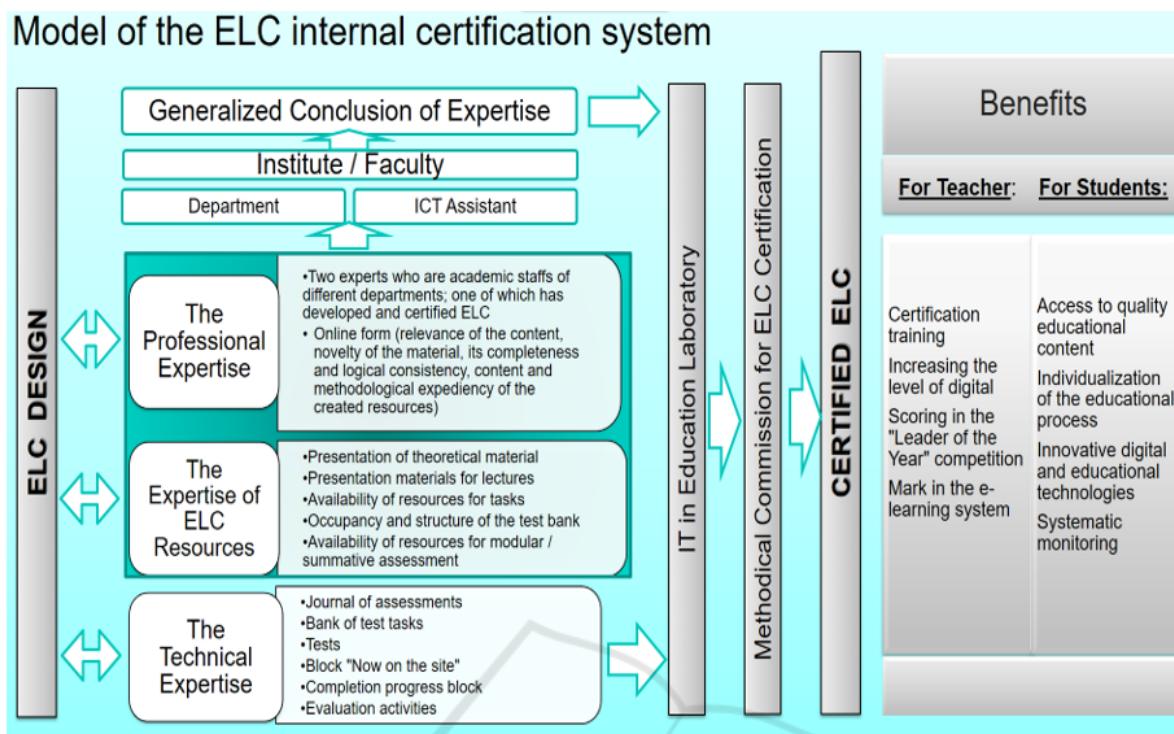 Model of the ELC internal certification system
ELC DESIGN
Generalized Conclusion of Expertise
Institute / Faculty
Department
ICT Assistant
The
Professional
Expertise
•Two experts who are academic staffs of
different departments; one of which has
developed and certified ELC
• Online form (relevance of the content,
novelty of the material, its completeness
and logical consistency, content and
methodological expediency of the
created resources)
The
Expertise of
ELC
Resources
•Presentation of theoretical material
•Presentation materials for lectures
•Availability of resources for tasks
•Occupancy and structure of the test bank
•Availability of resources for modular /
summative assessment
The
Technical
Expertise
•Journal of assessments
•Bank of test tasks
•Tests
•Block "Now on the site"
•Completion progress block
•Evaluation activities
IT in Education Laboratory
Methodical Commission for ELC Certification
CERTIFIED ELC
Benefits
For Teacher:
For Students:
Certification
training
Increasing the
level of digital
Scoring in the
"Leader of the
Year" competition
Mark in the e-
learning system
Access to quality
educational
content
Individualization
of the educational
process
Innovative digital
and educational
technologies
Systematic
monitoring